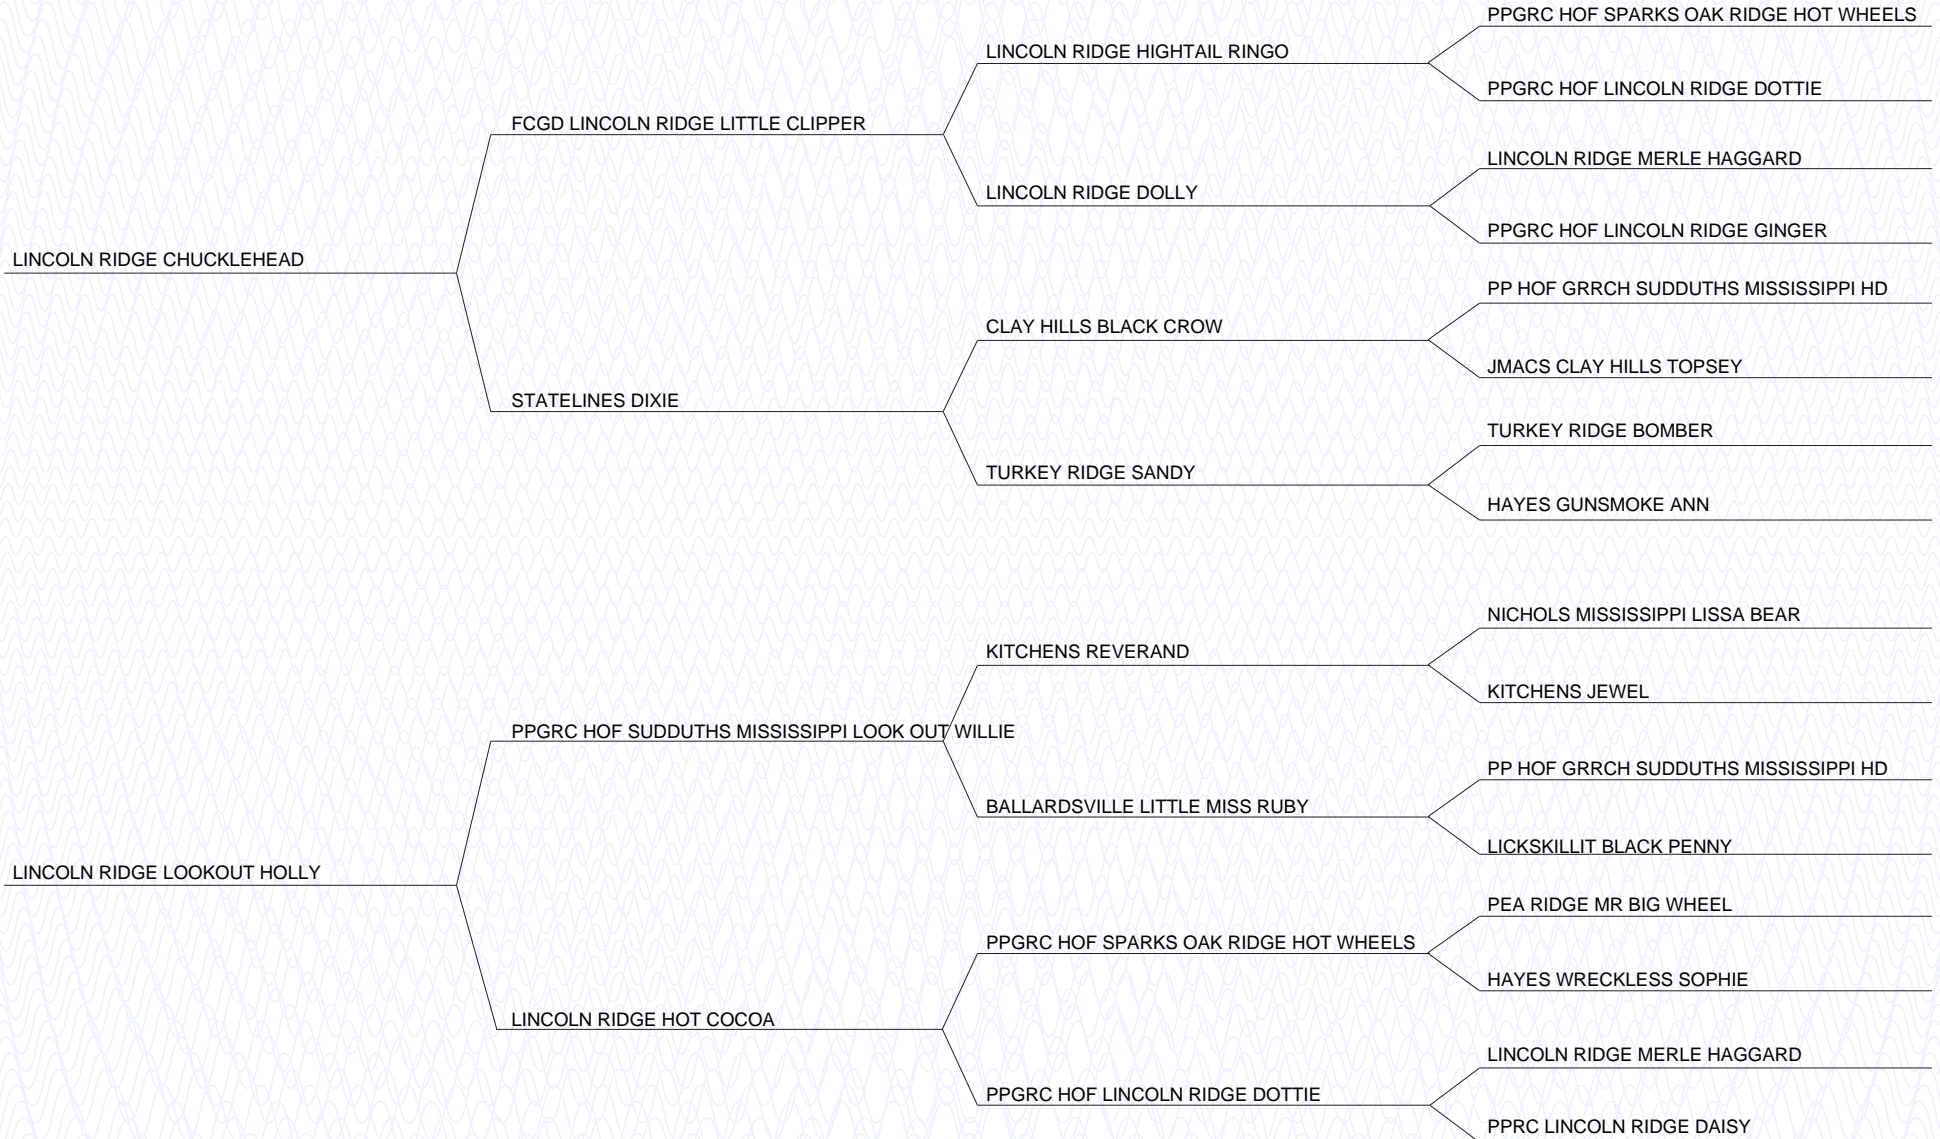 PPGRC HOF SPARKS OAK RIDGE HOT WHEELS
LINCOLN RIDGE HIGHTAIL RINGO
PPGRC HOF LINCOLN RIDGE DOTTIE
FCGD LINCOLN RIDGE LITTLE CLIPPER
LINCOLN RIDGE MERLE HAGGARD
LINCOLN RIDGE DOLLY
PPGRC HOF LINCOLN RIDGE GINGER
LINCOLN RIDGE CHUCKLEHEAD
PP HOF GRRCH SUDDUTHS MISSISSIPPI HD
CLAY HILLS BLACK CROW
JMACS CLAY HILLS TOPSEY
STATELINES DIXIE
TURKEY RIDGE BOMBER
TURKEY RIDGE SANDY
HAYES GUNSMOKE ANN
NICHOLS MISSISSIPPI LISSA BEAR
KITCHENS REVERAND
KITCHENS JEWEL
PPGRC HOF SUDDUTHS MISSISSIPPI LOOK OUT WILLIE
PP HOF GRRCH SUDDUTHS MISSISSIPPI HD
BALLARDSVILLE LITTLE MISS RUBY
LICKSKILLIT BLACK PENNY
LINCOLN RIDGE LOOKOUT HOLLY
PEA RIDGE MR BIG WHEEL
PPGRC HOF SPARKS OAK RIDGE HOT WHEELS
HAYES WRECKLESS SOPHIE
LINCOLN RIDGE HOT COCOA
LINCOLN RIDGE MERLE HAGGARD
PPGRC HOF LINCOLN RIDGE DOTTIE
PPRC LINCOLN RIDGE DAISY